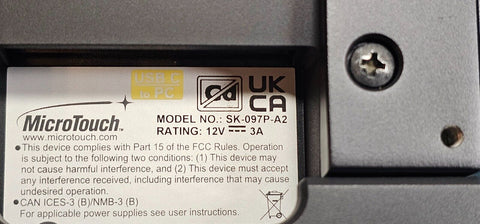 USB C
to PC
Cd
UK
CA
MicroTouch™
www.microtouch.com
MODEL NO.: SK-097P-A2
RATING: 12V ⎓ 3A
●This device complies with Part 15 of the FCC Rules. Operation
is subject to the following two conditions: (1) This device may
not cause harmful interference, and (2) This device must accept
any interference received, including interference that may cause
undesired operation.
●CAN ICES-3 (B)/NMB-3 (B)
For applicable power supplies see user instructions.